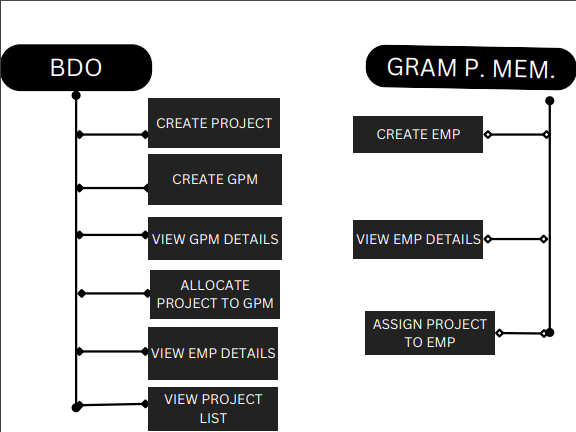 BDO
CREATE PROJECT
CREATE GPM
VIEW GPM DETAILS
ALLOCATE
PROJECT TO GPM
VIEW EMP DETAILS
VIEW PROJECT
LIST
GRAM P. MEM.
CREATE EMP
VIEW EMP DETAILS
ASSIGN PROJECT
TO EMP